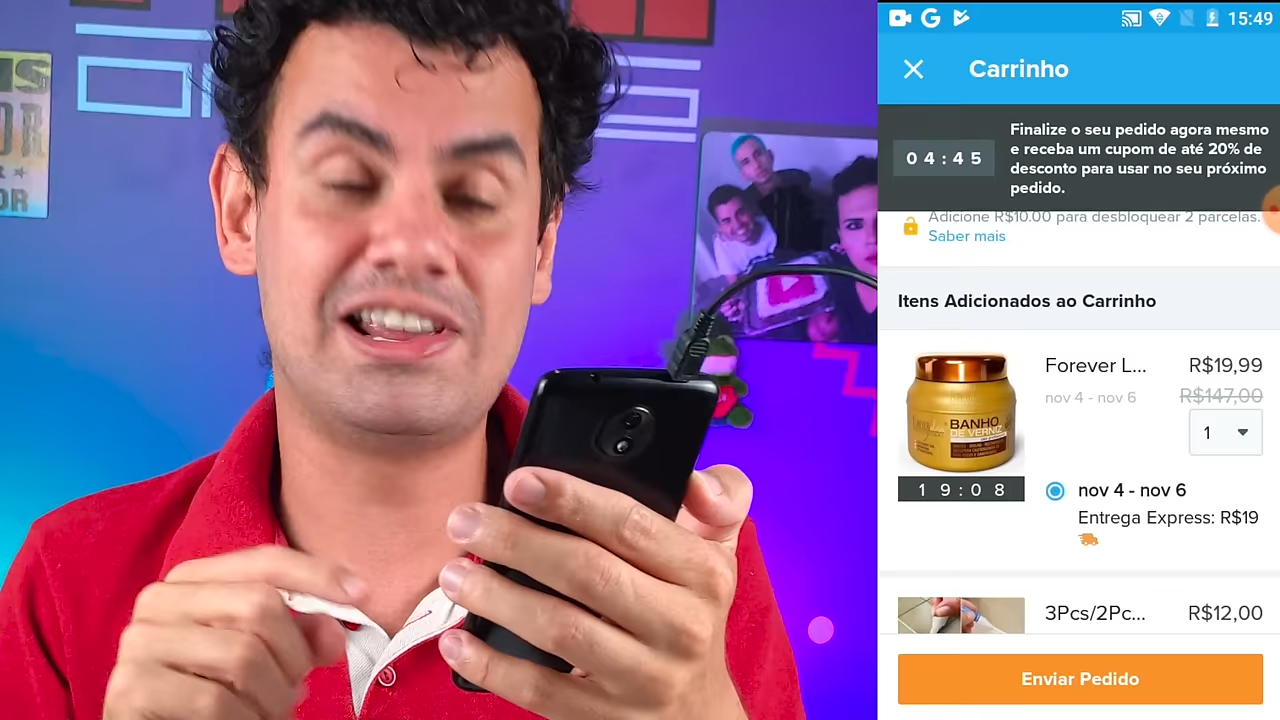 15:49
Carrinho
04:45
Finalize o seu pedido agora mesmo
e receba um cupom de até 20% de
desconto para usar no seu próximo
pedido.
Adicione R$10.00 para desbloquear 2 parcelas.
Saber mais
Itens Adicionados ao Carrinho
Forever L... R$19,99
nov 4 - nov 6 R$147,00
1
BANHO
DE VERNIZ
19:08
nov 4 - nov 6
Entrega Express: R$19
3Pcs/2Pc... R$12,00
Enviar Pedido